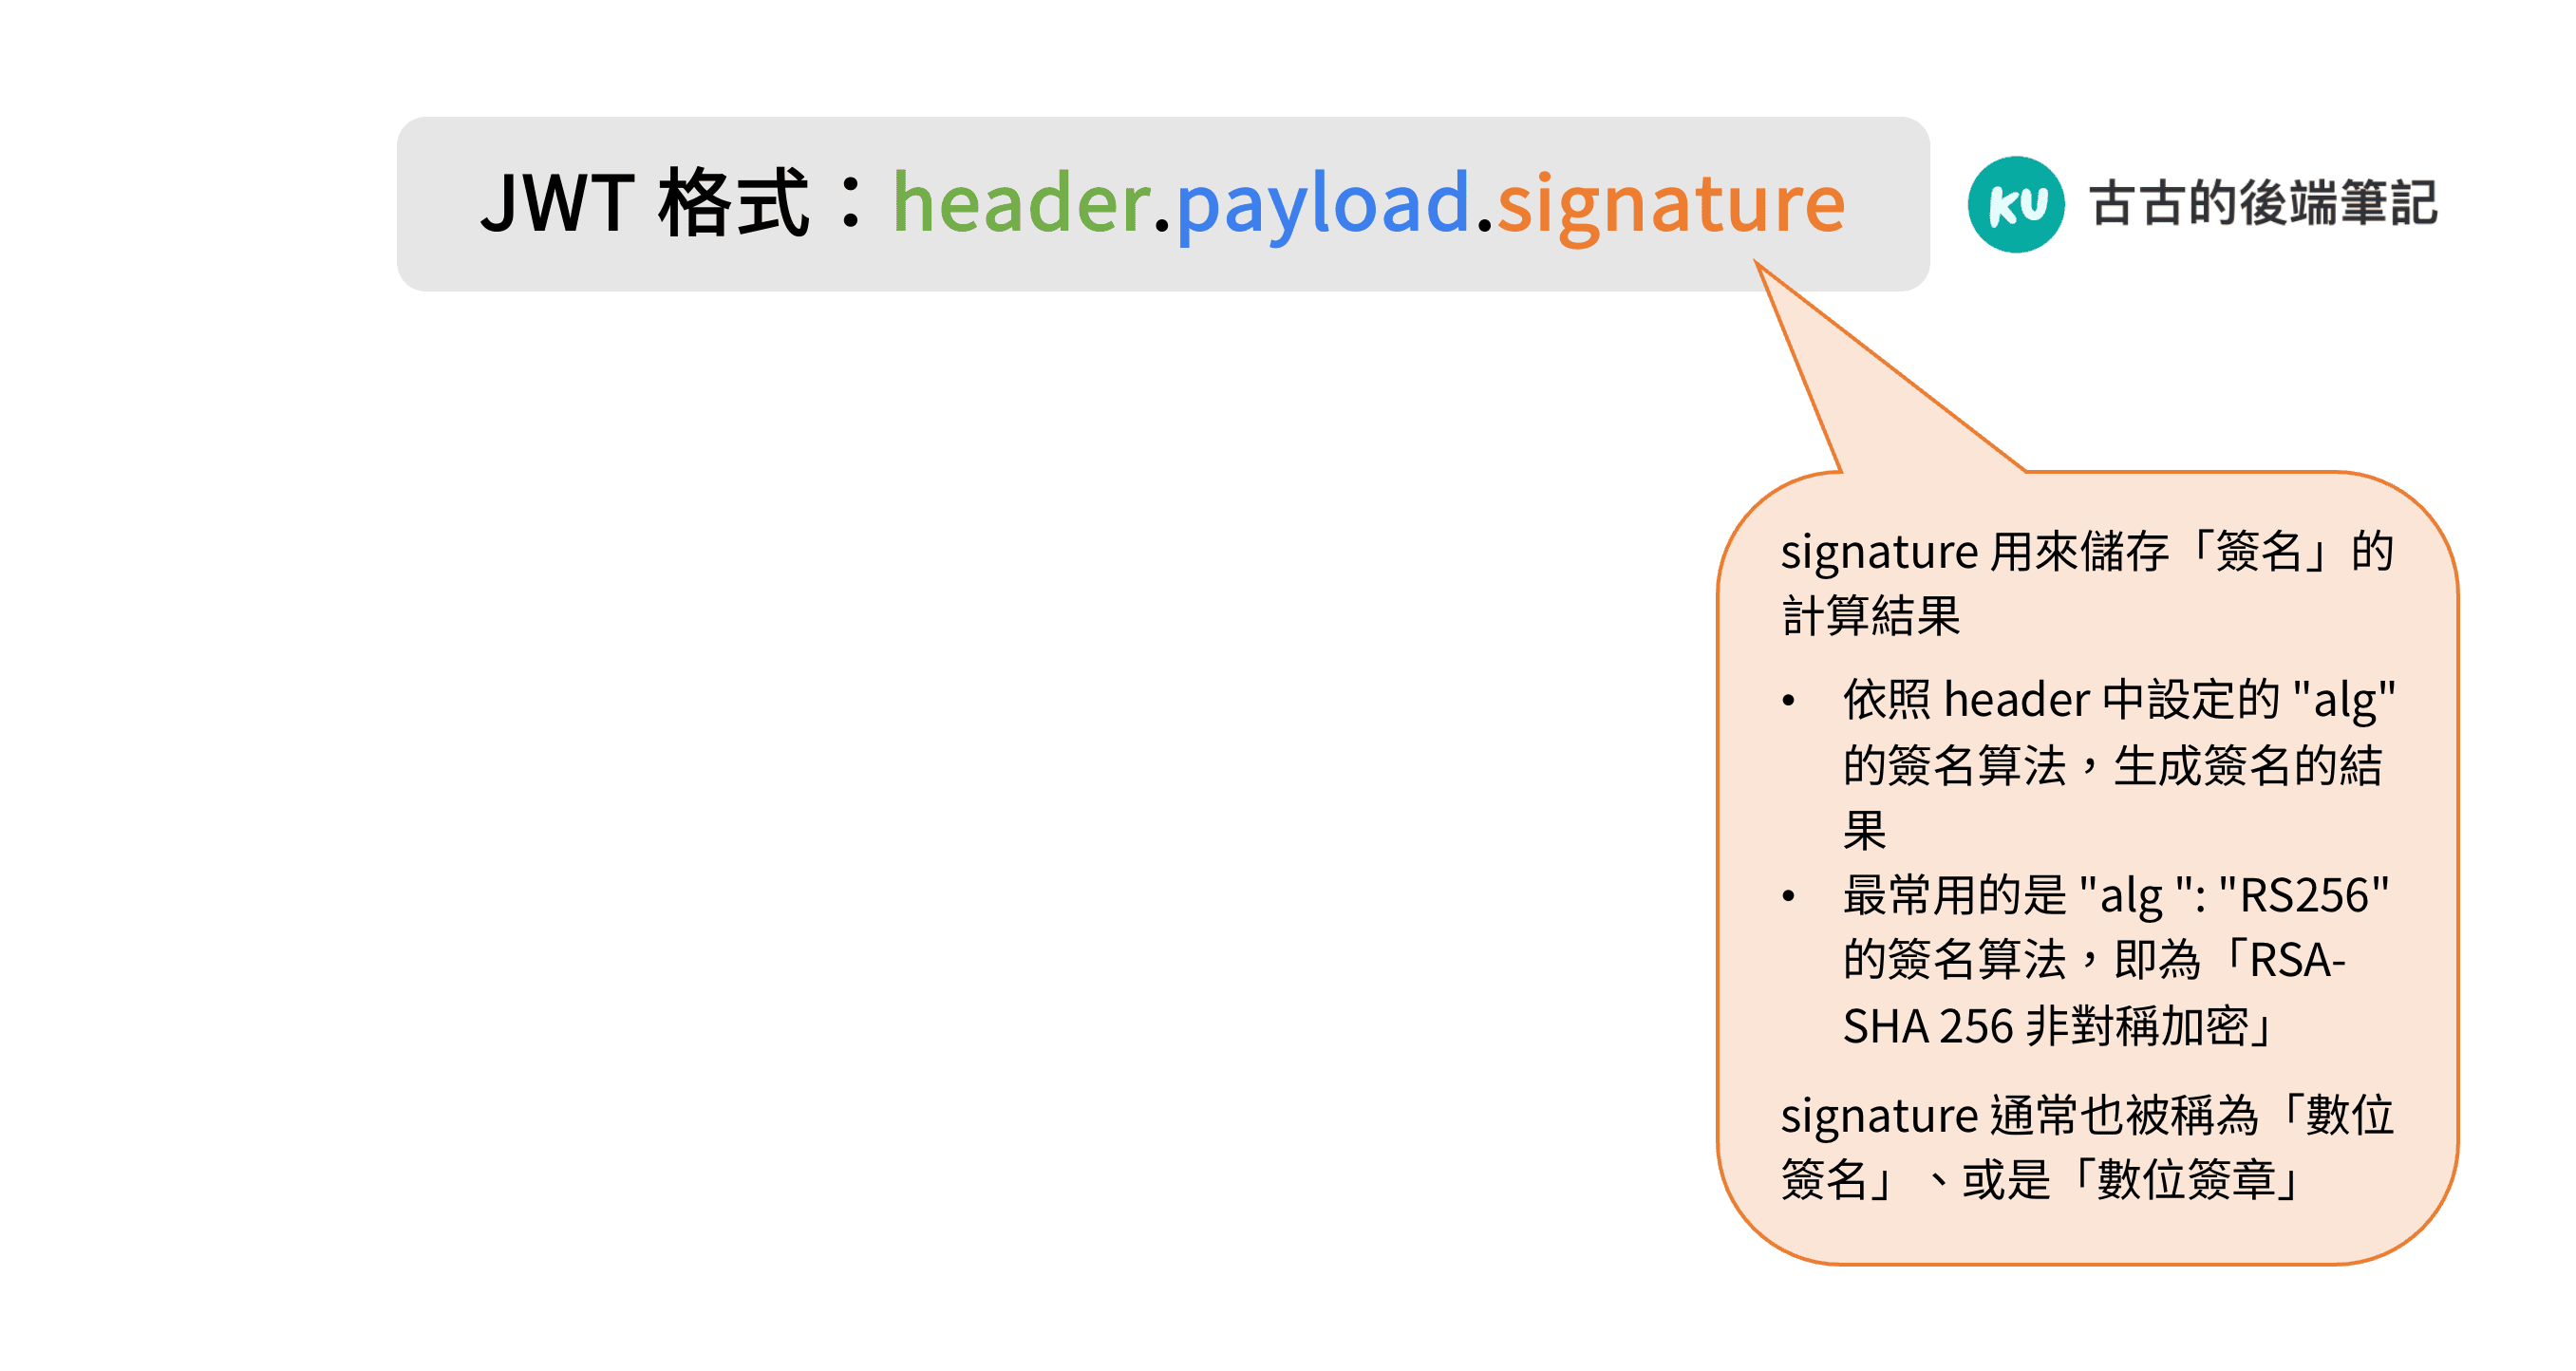 JWT 格式：header.payload.signature
KU 古古的後端筆記
signature 用來儲存「簽名」的
計算結果
• 依照 header 中設定的 "alg"
的簽名算法，生成簽名的結
果
• 最常用的是 "alg ": "RS256"
的簽名算法，即為「RSA-
SHA 256 非對稱加密」
signature 通常也被稱為「數位
簽名」、或是「數位簽章」